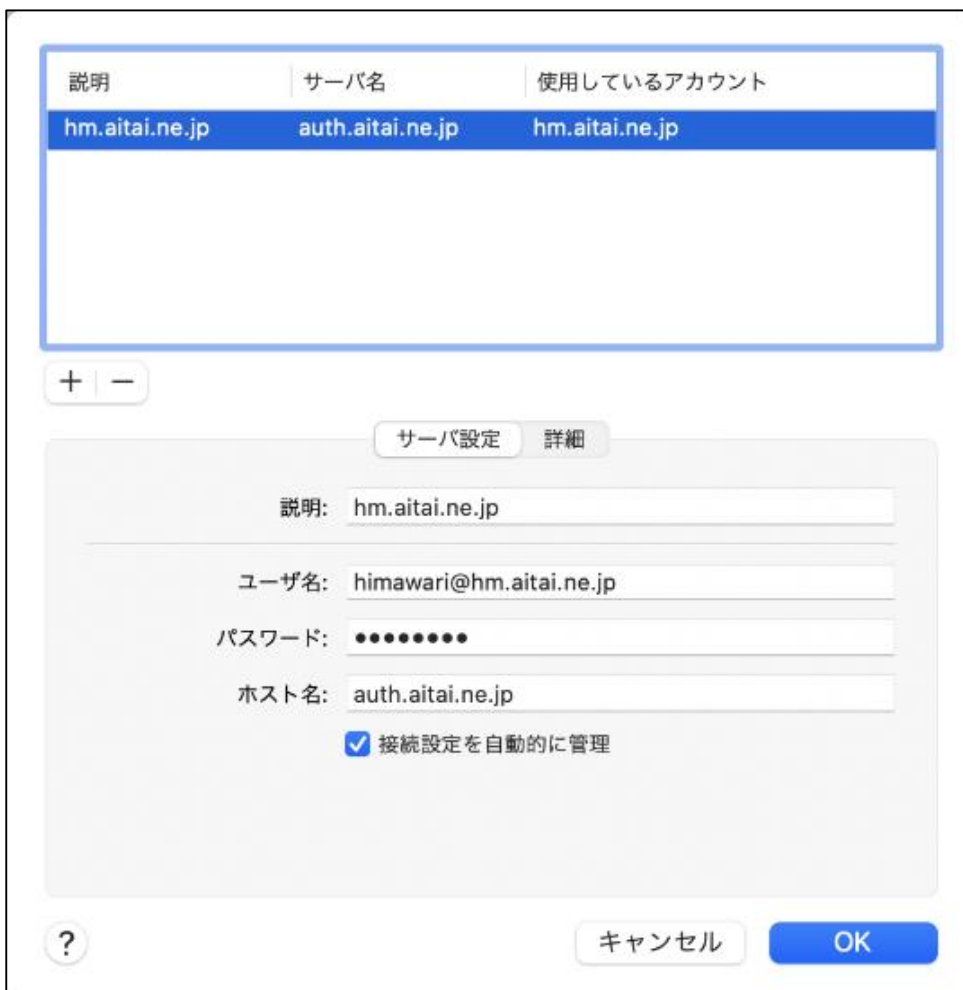 説明 サーバ名 使用しているアカウント
hm.aitai.ne.jp auth.aitai.ne.jp hm.aitai.ne.jp
+ −
サーバ設定 詳細
説明: hm.aitai.ne.jp
ユーザ名: himawari@hm.aitai.ne.jp
パスワード: ••••••••
ホスト名: auth.aitai.ne.jp
接続設定を自動的に管理
? キャンセル OK